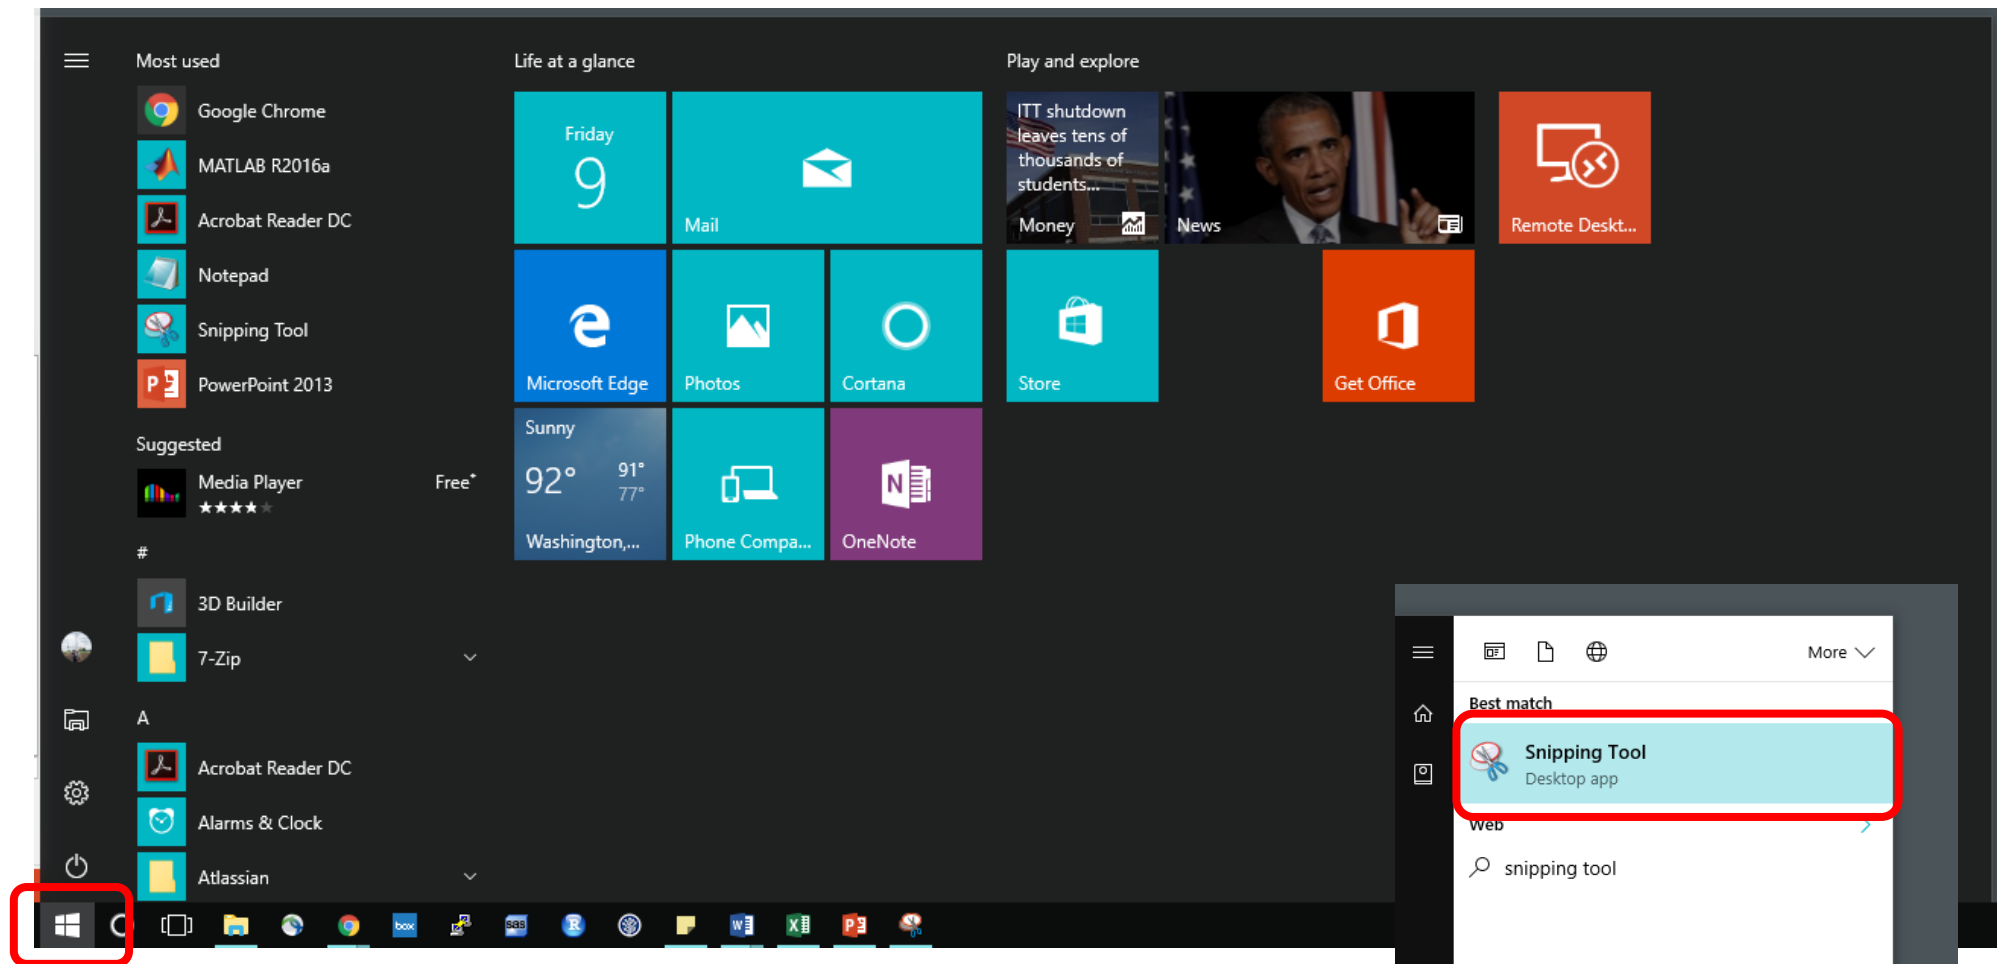 Most used
Google Chrome
MATLAB R2016a
Acrobat Reader DC
Notepad
Snipping Tool
PowerPoint 2013
Suggested
Media Player
Free*
#
3D Builder
7-Zip
A
Acrobat Reader DC
Alarms & Clock
Atlassian
Life at a glance
Friday
9
Mail
Microsoft Edge
Photos
Cortana
Sunny
92°
91°
77°
Washington,...
Phone Compa...
N
OneNote
Play and explore
ITT shutdown
leaves tens of
thousands of
students...
Money
News
Remote Deskt...
Store
Get Office
More
Best match
Snipping Tool
Desktop app
Web
snipping tool
box
sas
R
W
X
P